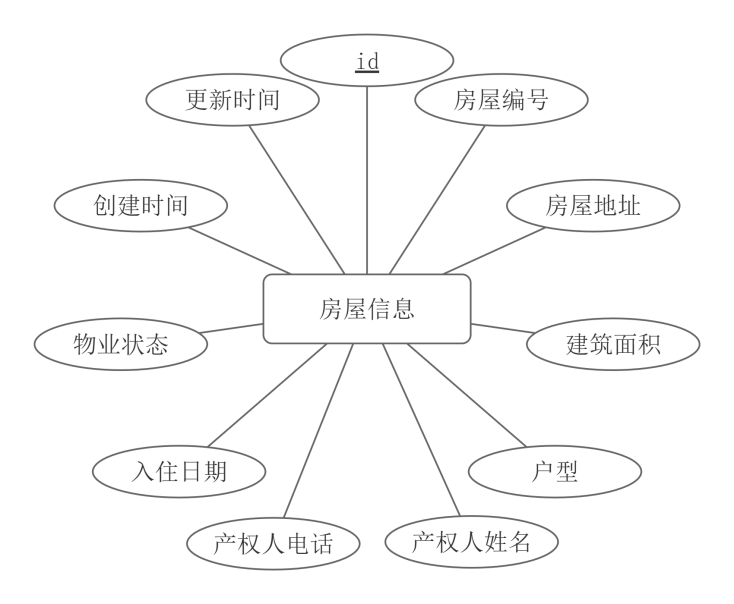 id
更新时间
房屋编号
创建时间
房屋地址
房屋信息
物业状态
建筑面积
入住日期
户型
产权人电话
产权人姓名